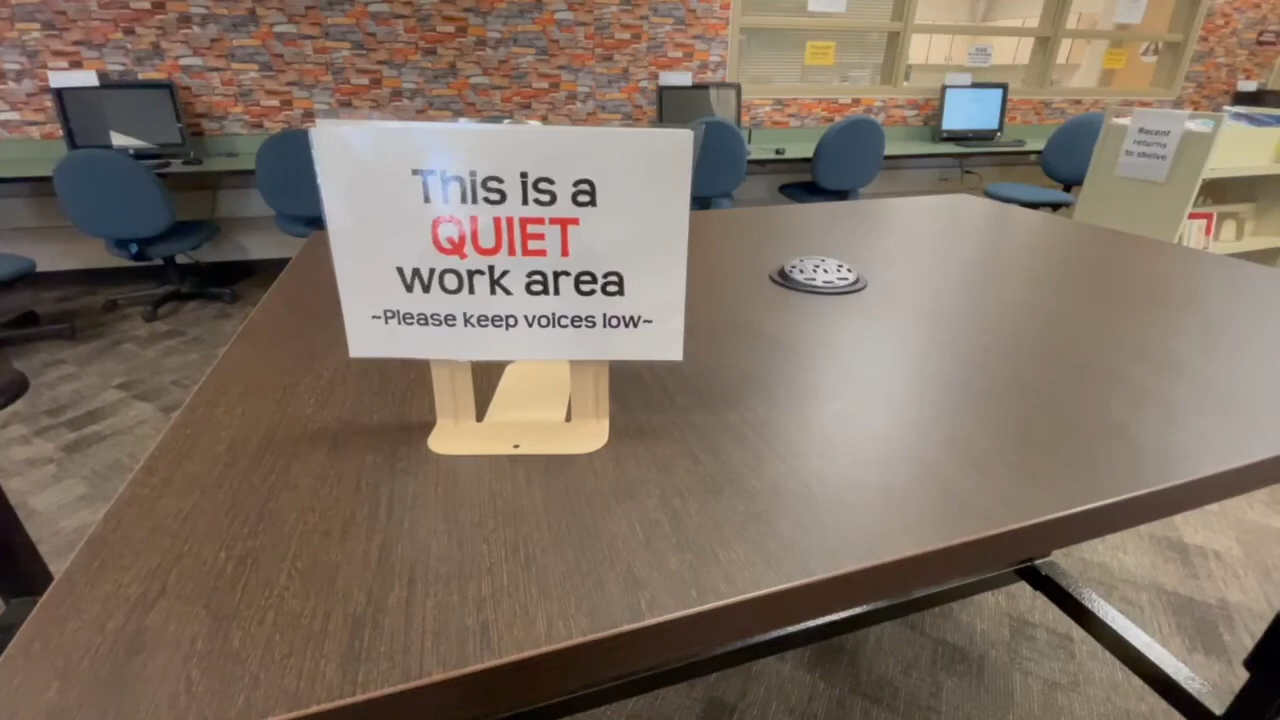 This is a
QUIET
work area
~Please keep voices low~
Recent
returns
to shelve